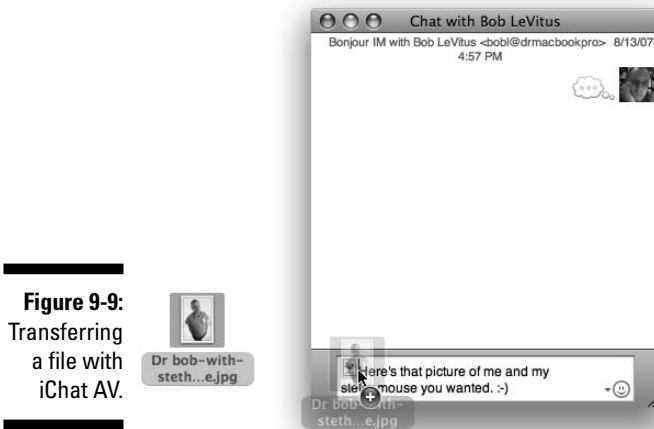 Chat with Bob LeVitus
Bonjour IM with Bob LeVitus <bobl@drmacbookpro> 8/13/07
4:57 PM
Figure 9-9:
Transferring
a file with
iChat AV.
Dr bob-with-
steth...e.jpg
Here's that picture of me and my
mouse you wanted. :-)
Dr bob-with-
steth...e.jpg